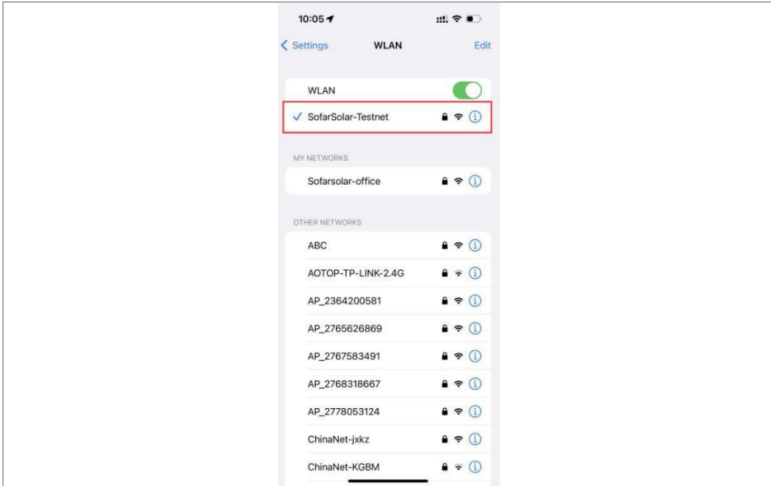 10:05
Settings WLAN Edit
WLAN
SofarSolar-Testnet
MY NETWORKS
Sofarsolar-office
OTHER NETWORKS
ABC
AOTOP-TP-LINK-2.4G
AP_2364200581
AP_2765626869
AP_2767583491
AP_2768318667
AP_2778053124
ChinaNet-jxkz
ChinaNet-KGBM